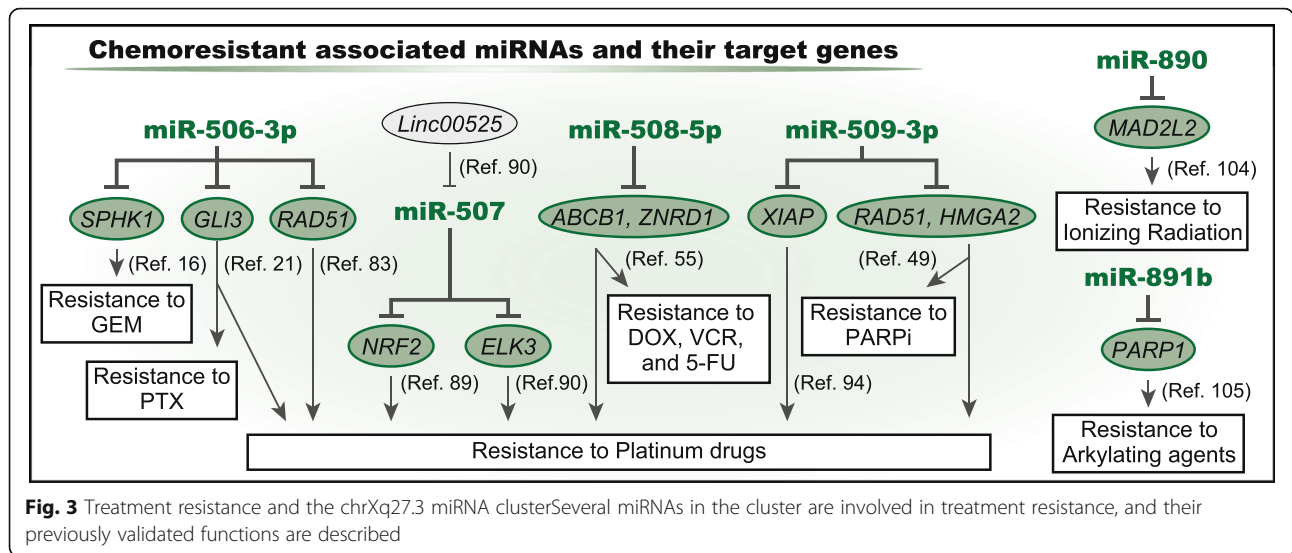 Chemoresistant associated miRNAs and their target genes
miR-506-3p
SPHK1
GLI3
RAD51
(Ref. 16)
(Ref. 21)
(Ref. 83)
Resistance to
GEM
Resistance to
PTX
Linc00525
(Ref. 90)
miR-507
NRF2
ELK3
(Ref. 89)
(Ref.90)
miR-508-5p
ABCB1, ZNRD1
(Ref. 55)
Resistance to
DOX, VCR,
and 5-FU
miR-509-3p
XIAP
RAD51, HMGA2
(Ref. 49)
Resistance to
PARPi
(Ref. 94)
Resistance to Platinum drugs
miR-890
MAD2L2
(Ref. 104)
Resistance to
Ionizing Radiation
miR-891b
PARP1
(Ref. 105)
Resistance to
Arkylating agents
Fig. 3 Treatment resistance and the chrXq27.3 miRNA clusterSeveral miRNAs in the cluster are involved in treatment resistance, and their
previously validated functions are described